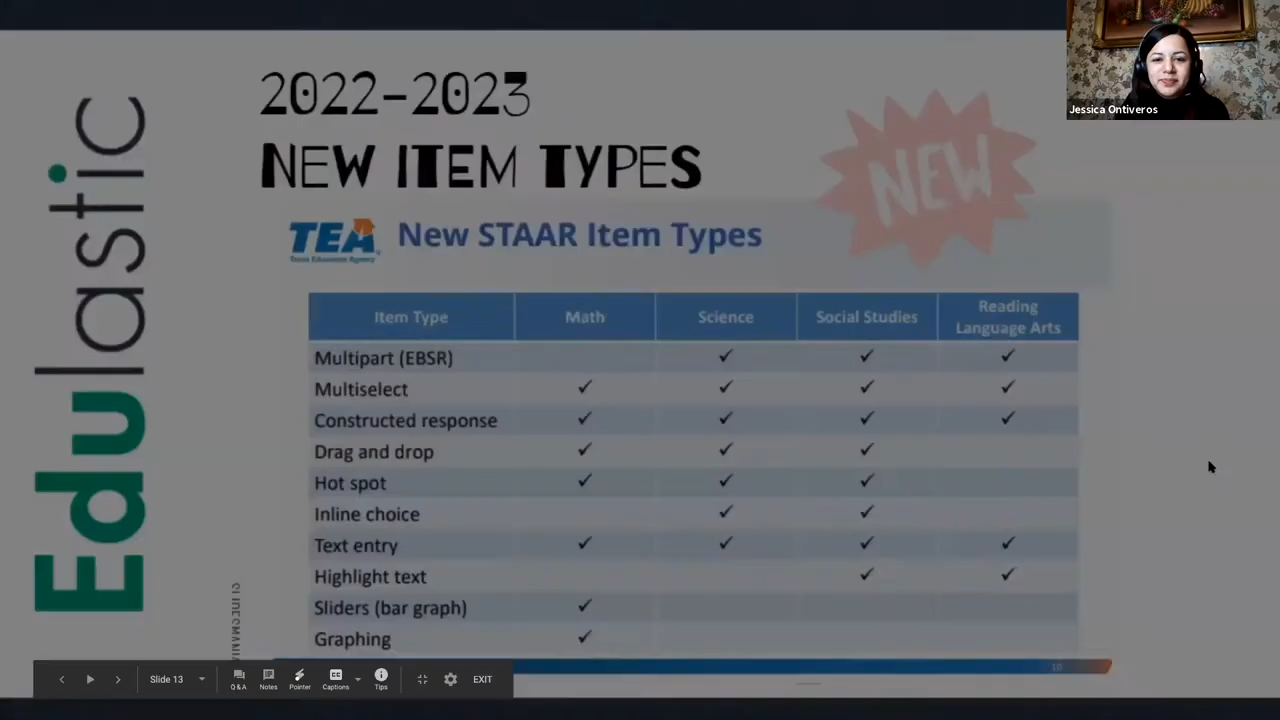 Edulastic
2022-2023
NEW ITEM TYPES
NEW
Jessica Ontiveros
TEA
Texas Education Agency
New STAAR Item Types
Item Type Math Science Social Studies Reading Language Arts
Multipart (EBSR) ✓ ✓ ✓
Multiselect ✓ ✓ ✓ ✓
Constructed response ✓ ✓ ✓ ✓
Drag and drop ✓ ✓ ✓
Hot spot ✓ ✓ ✓
Inline choice ✓ ✓
Text entry ✓ ✓ ✓ ✓
Highlight text ✓ ✓
Sliders (bar graph) ✓
Graphing ✓
10
Slide 13 Q&A Notes Pointer Captions Tips EXIT